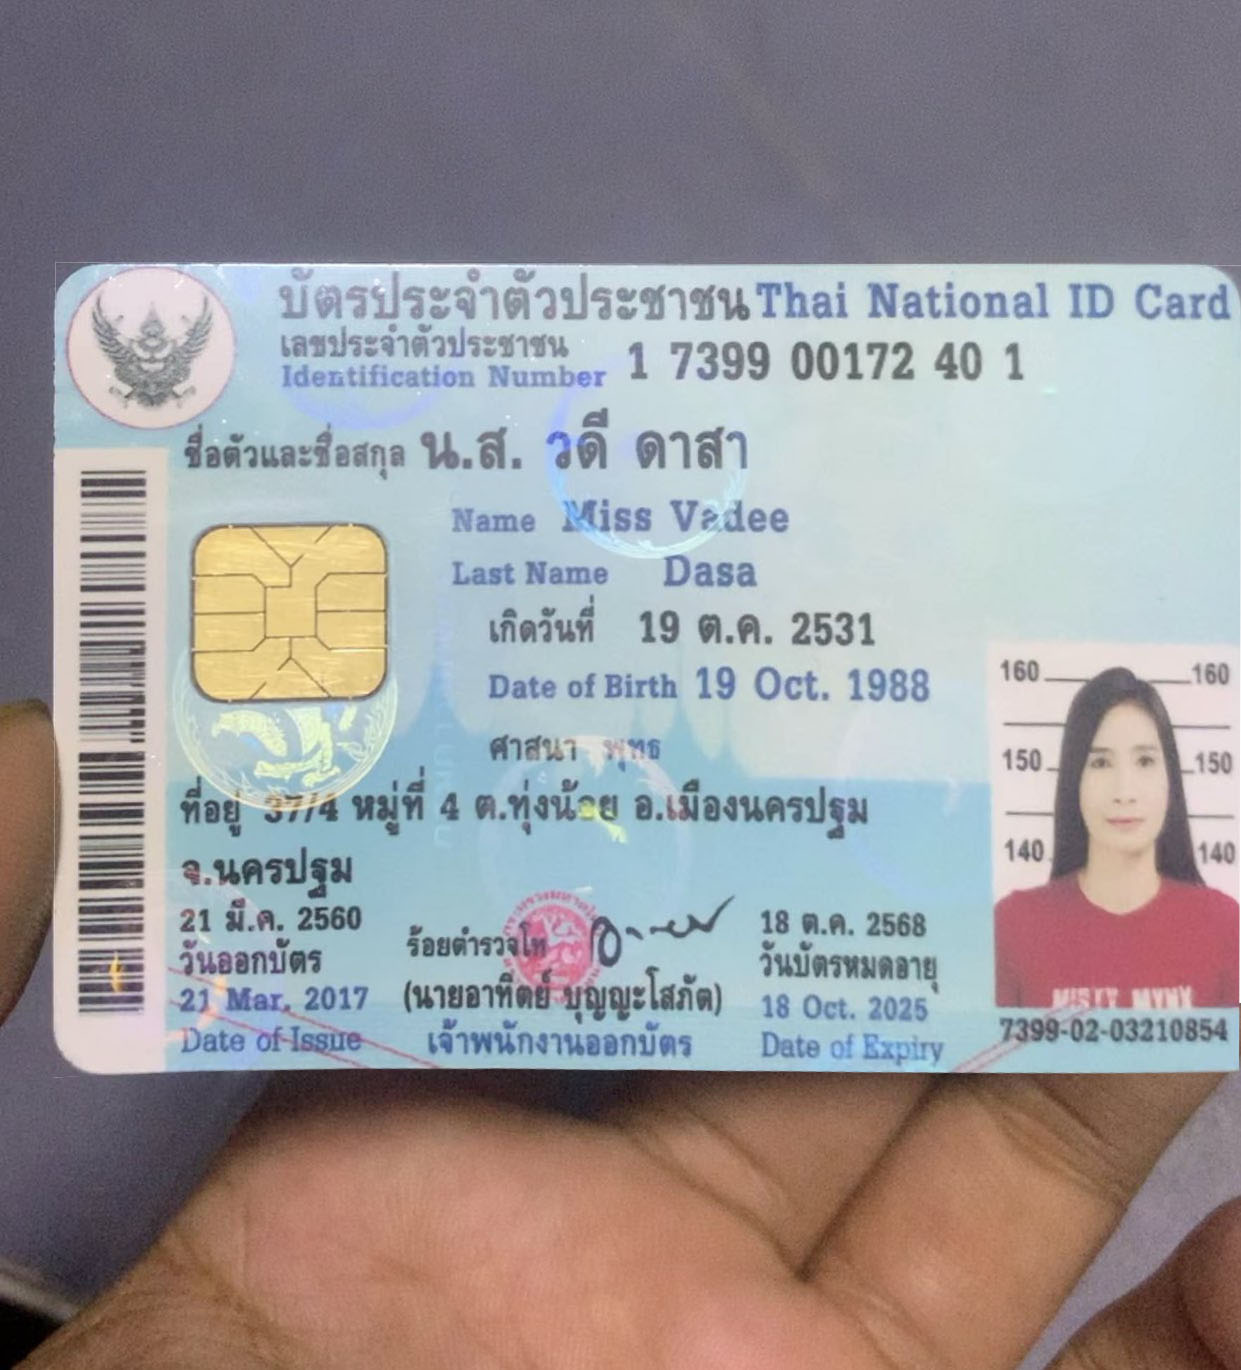 บัตรประจำตัวประชาชน Thai National ID Card
เลขประจำตัวประชาชน
Identification Number 1 7399 00172 40 1
ชื่อตัวและชื่อสกุล น.ส. วดี ดาสา
Name Miss Vadee
Last Name Dasa
เกิดวันที่ 19 ต.ค. 2531
Date of Birth 19 Oct. 1988
ศาสนา พุทธ
ที่อยู่ 37/4 หมู่ที่ 4 ต.ทุ่งน้อย อ.เมืองนครปฐม
จ.นครปฐม
21 มี.ค. 2560
วันออกบัตร
21 Mar. 2017
Date of Issue
ร้อยตำรวจโท
(นายอาทิตย์ บุญญะโสภัต)
เจ้าพนักงานออกบัตร
18 ต.ค. 2568
วันบัตรหมดอายุ
18 Oct. 2025
Date of Expiry
160 160
150 150
140 140
7399-02-03210854